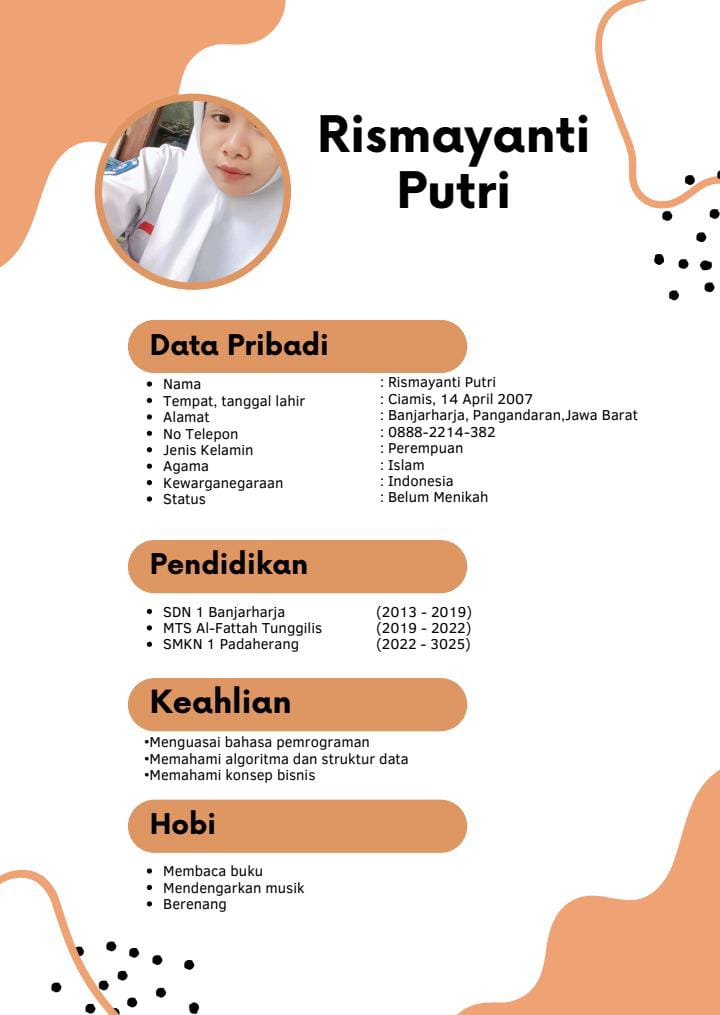 Rismayanti
Putri
Data Pribadi
• Nama : Rismayanti Putri
• Tempat, tanggal lahir : Ciamis, 14 April 2007
• Alamat : Banjarharja, Pangandaran,Jawa Barat
• No Telepon : 0888-2214-382
• Jenis Kelamin : Perempuan
• Agama : Islam
• Kewarganegaraan : Indonesia
• Status : Belum Menikah
Pendidikan
• SDN 1 Banjarharja (2013 - 2019)
• MTS Al-Fattah Tunggilis (2019 - 2022)
• SMKN 1 Padaherang (2022 - 3025)
Keahlian
•Menguasai bahasa pemrograman
•Memahami algoritma dan struktur data
•Memahami konsep bisnis
Hobi
• Membaca buku
• Mendengarkan musik
• Berenang